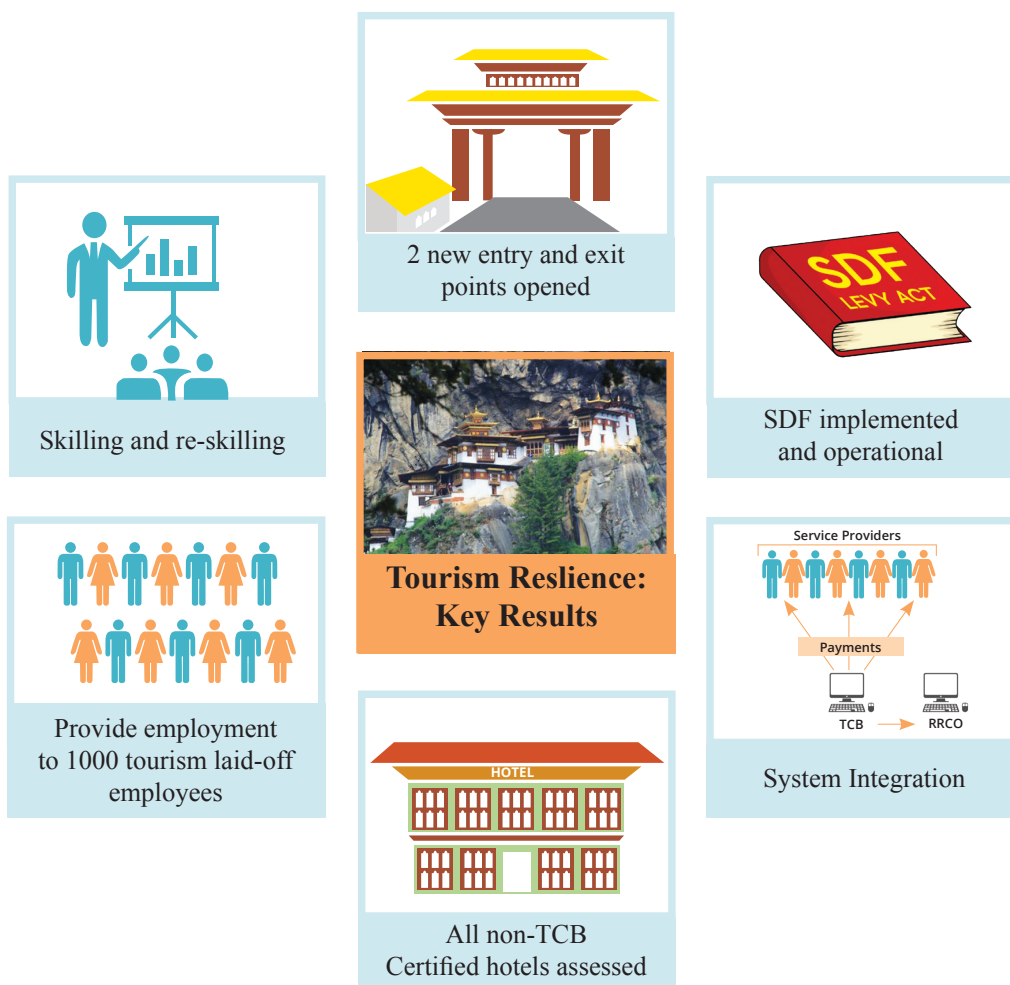 2 new entry and exit
points opened
Skilling and re-skilling
SDF
LEVY ACT
SDF implemented
and operational
Tourism Reslience:
Key Results
Provide employment
to 1000 tourism laid-off
employees
Service Providers
Payments
TCB
RRCO
System Integration
HOTEL
All non-TCB
Certified hotels assessed